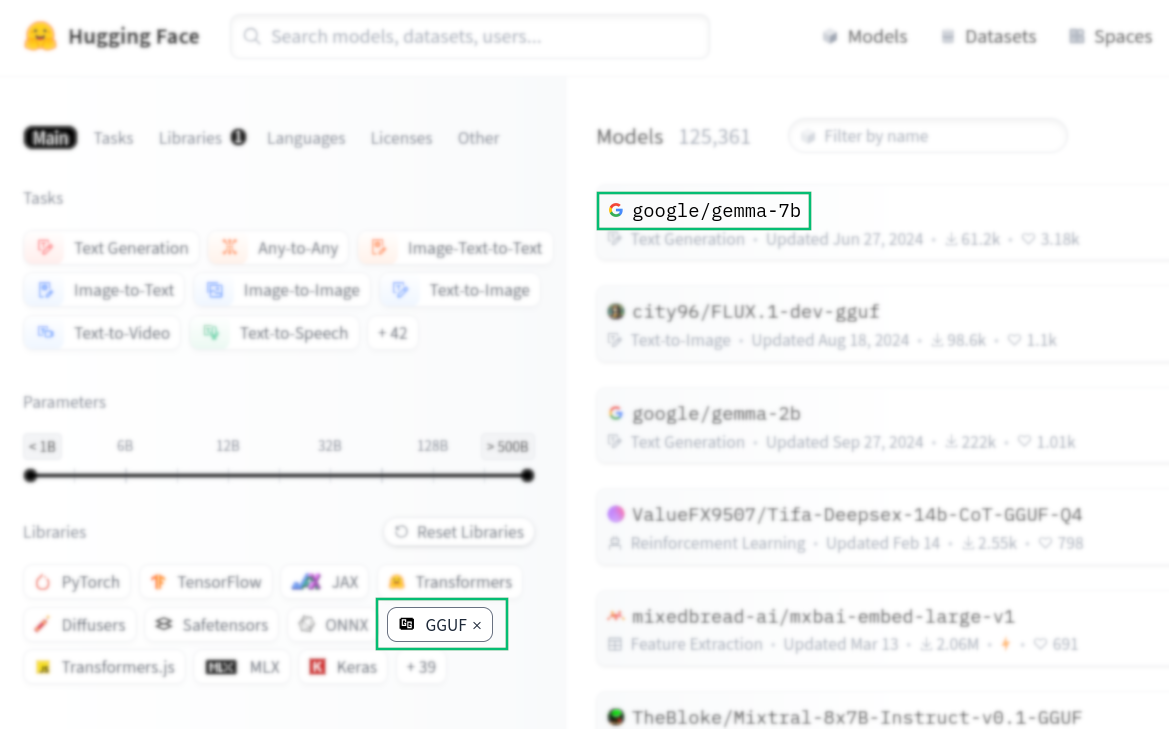 Hugging Face
Search models, datasets, users...
Models
Datasets
Spaces
Main Tasks Libraries 1 Languages Licenses Other
Tasks
Text Generation Any-to-Any Image-Text-to-Text
Image-to-Text Image-to-Image Text-to-Image
Text-to-Video Text-to-Speech +42
Parameters
<1B 6B 12B 32B 128B >500B
Libraries Reset Libraries
PyTorch TensorFlow JAX Transformers
Diffusers Safetensors ONNX GGUF ×
Transformers.js MLX Keras +39
Models 125,361 Filter by name
google/gemma-7b
Text Generation • Updated Jun 27, 2024 • 61.2k • 3.18k
city96/FLUX.1-dev-gguf
Text-to-Image • Updated Aug 18, 2024 • 98.6k • 1.1k
google/gemma-2b
Text Generation • Updated Sep 27, 2024 • 222k • 1.01k
ValueFX9507/Tifa-Deepsex-14b-CoT-GGUF-Q4
Reinforcement Learning • Updated Feb 14 • 2.55k • 798
mixedbread-ai/mxbai-embed-large-v1
Feature Extraction • Updated Mar 13 • 2.06M • 691
TheBloke/Mixtral-8x7B-Instruct-v0.1-GGUF